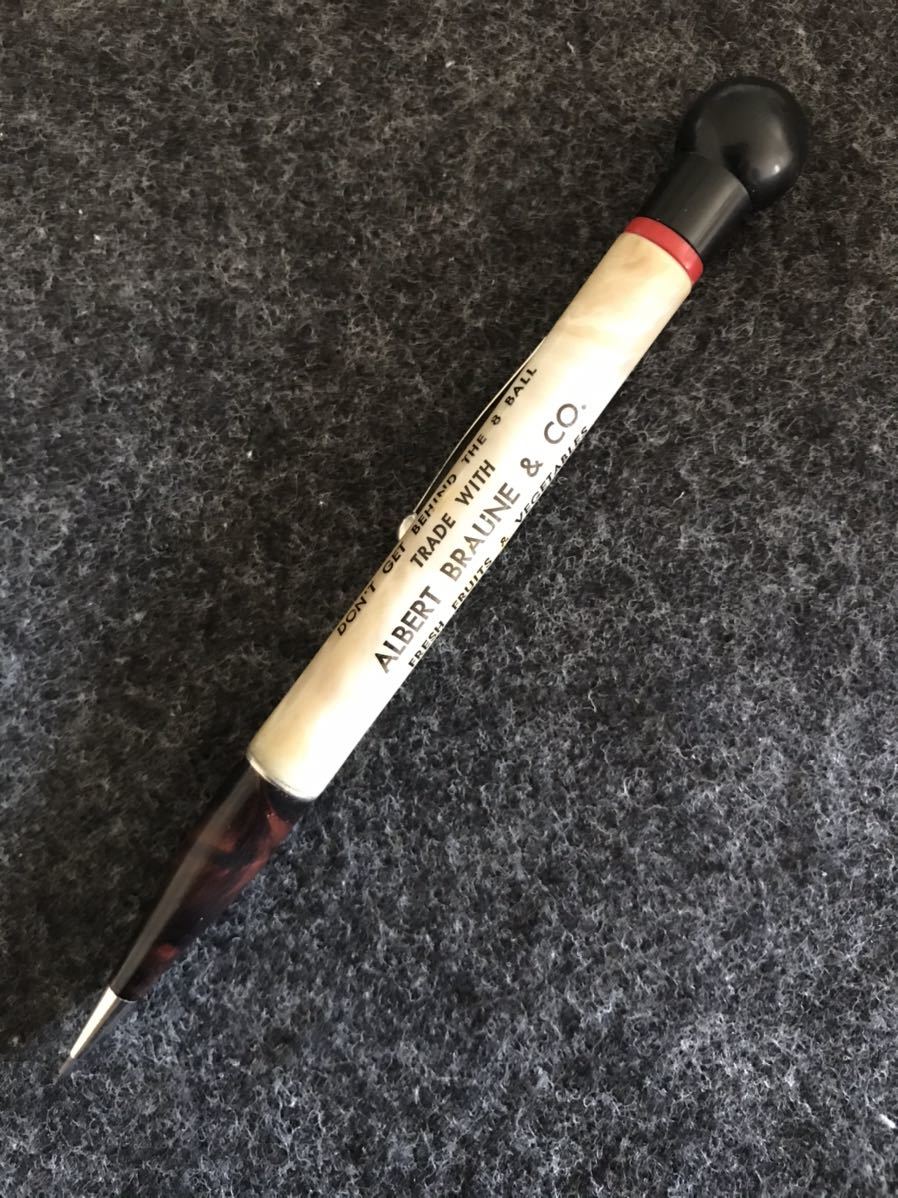 DON'T GET BEHIND THE 8 BALL
TRADE WITH
ALBERT BRAUNE & CO.
FRESH FRUITS & VEGETABLES